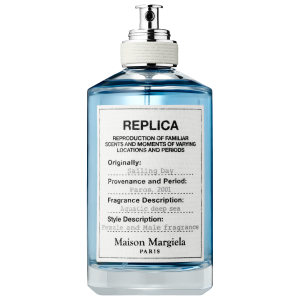 REPLICA
REPRODUCTION OF FAMILIAR
SCENTS AND MOMENTS OF VARYING
LOCATIONS AND PERIODS
Originally:
Sailing Day
Provenance and Period:
Paros, 2001
Fragrance Description:
Aquatic deep sea
Style Description:
Female and Male fragrance
Maison Margiela
PARIS